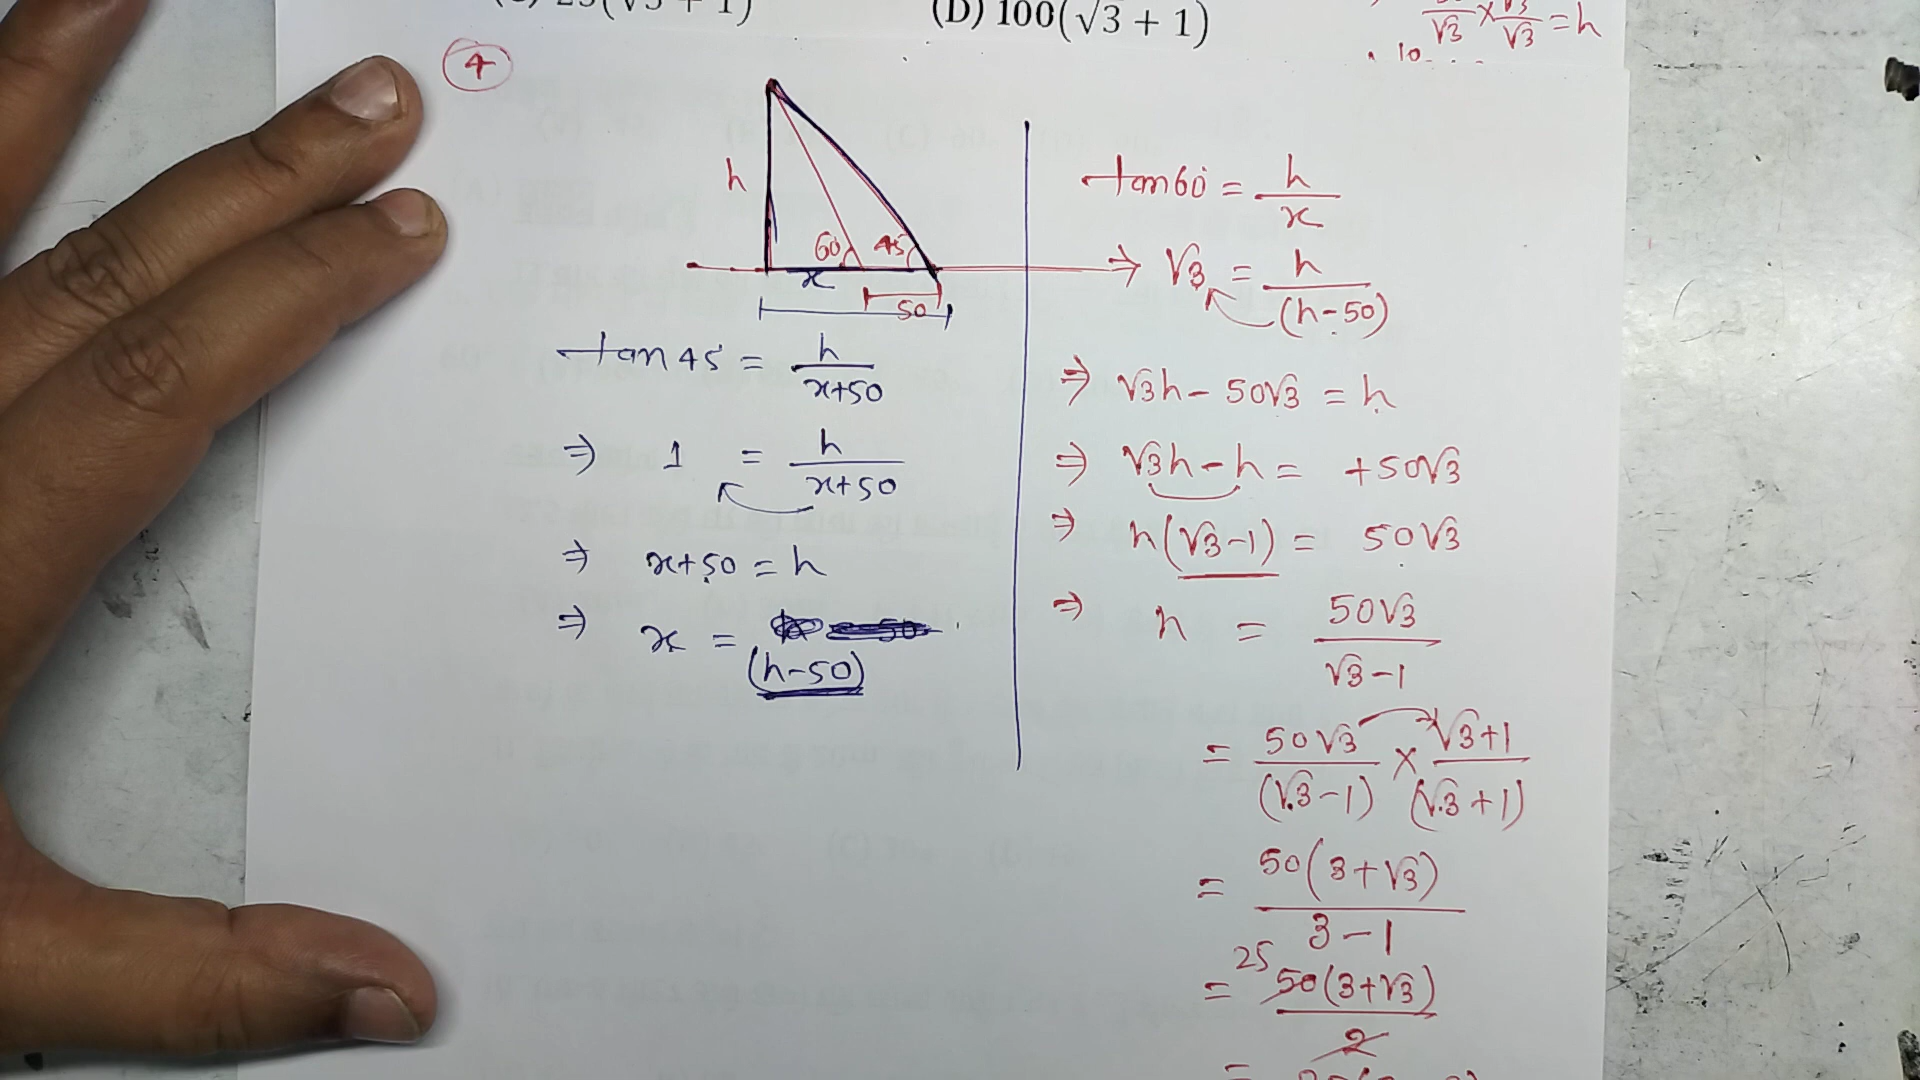 (D) 100(√3 + 1)
√3 × √3 = h
10
4
h
60 45
x
50
tan 45° = h/(x+50)
⇒ 1 = h/(x+50)
⇒ x+50 = h
⇒ x =
(h-50)
tan 60° = h/x
⇒ √3 = h/(h-50)
⇒ √3h - 50√3 = h
⇒ √3h - h = +50√3
⇒ h(√3-1) = 50√3
⇒ h = 50√3/(√3-1)
= 50√3/(√3-1) × (√3+1)/(√3+1)
= 50(3+√3)/(3-1)
25
= 50(3+√3)/2
=